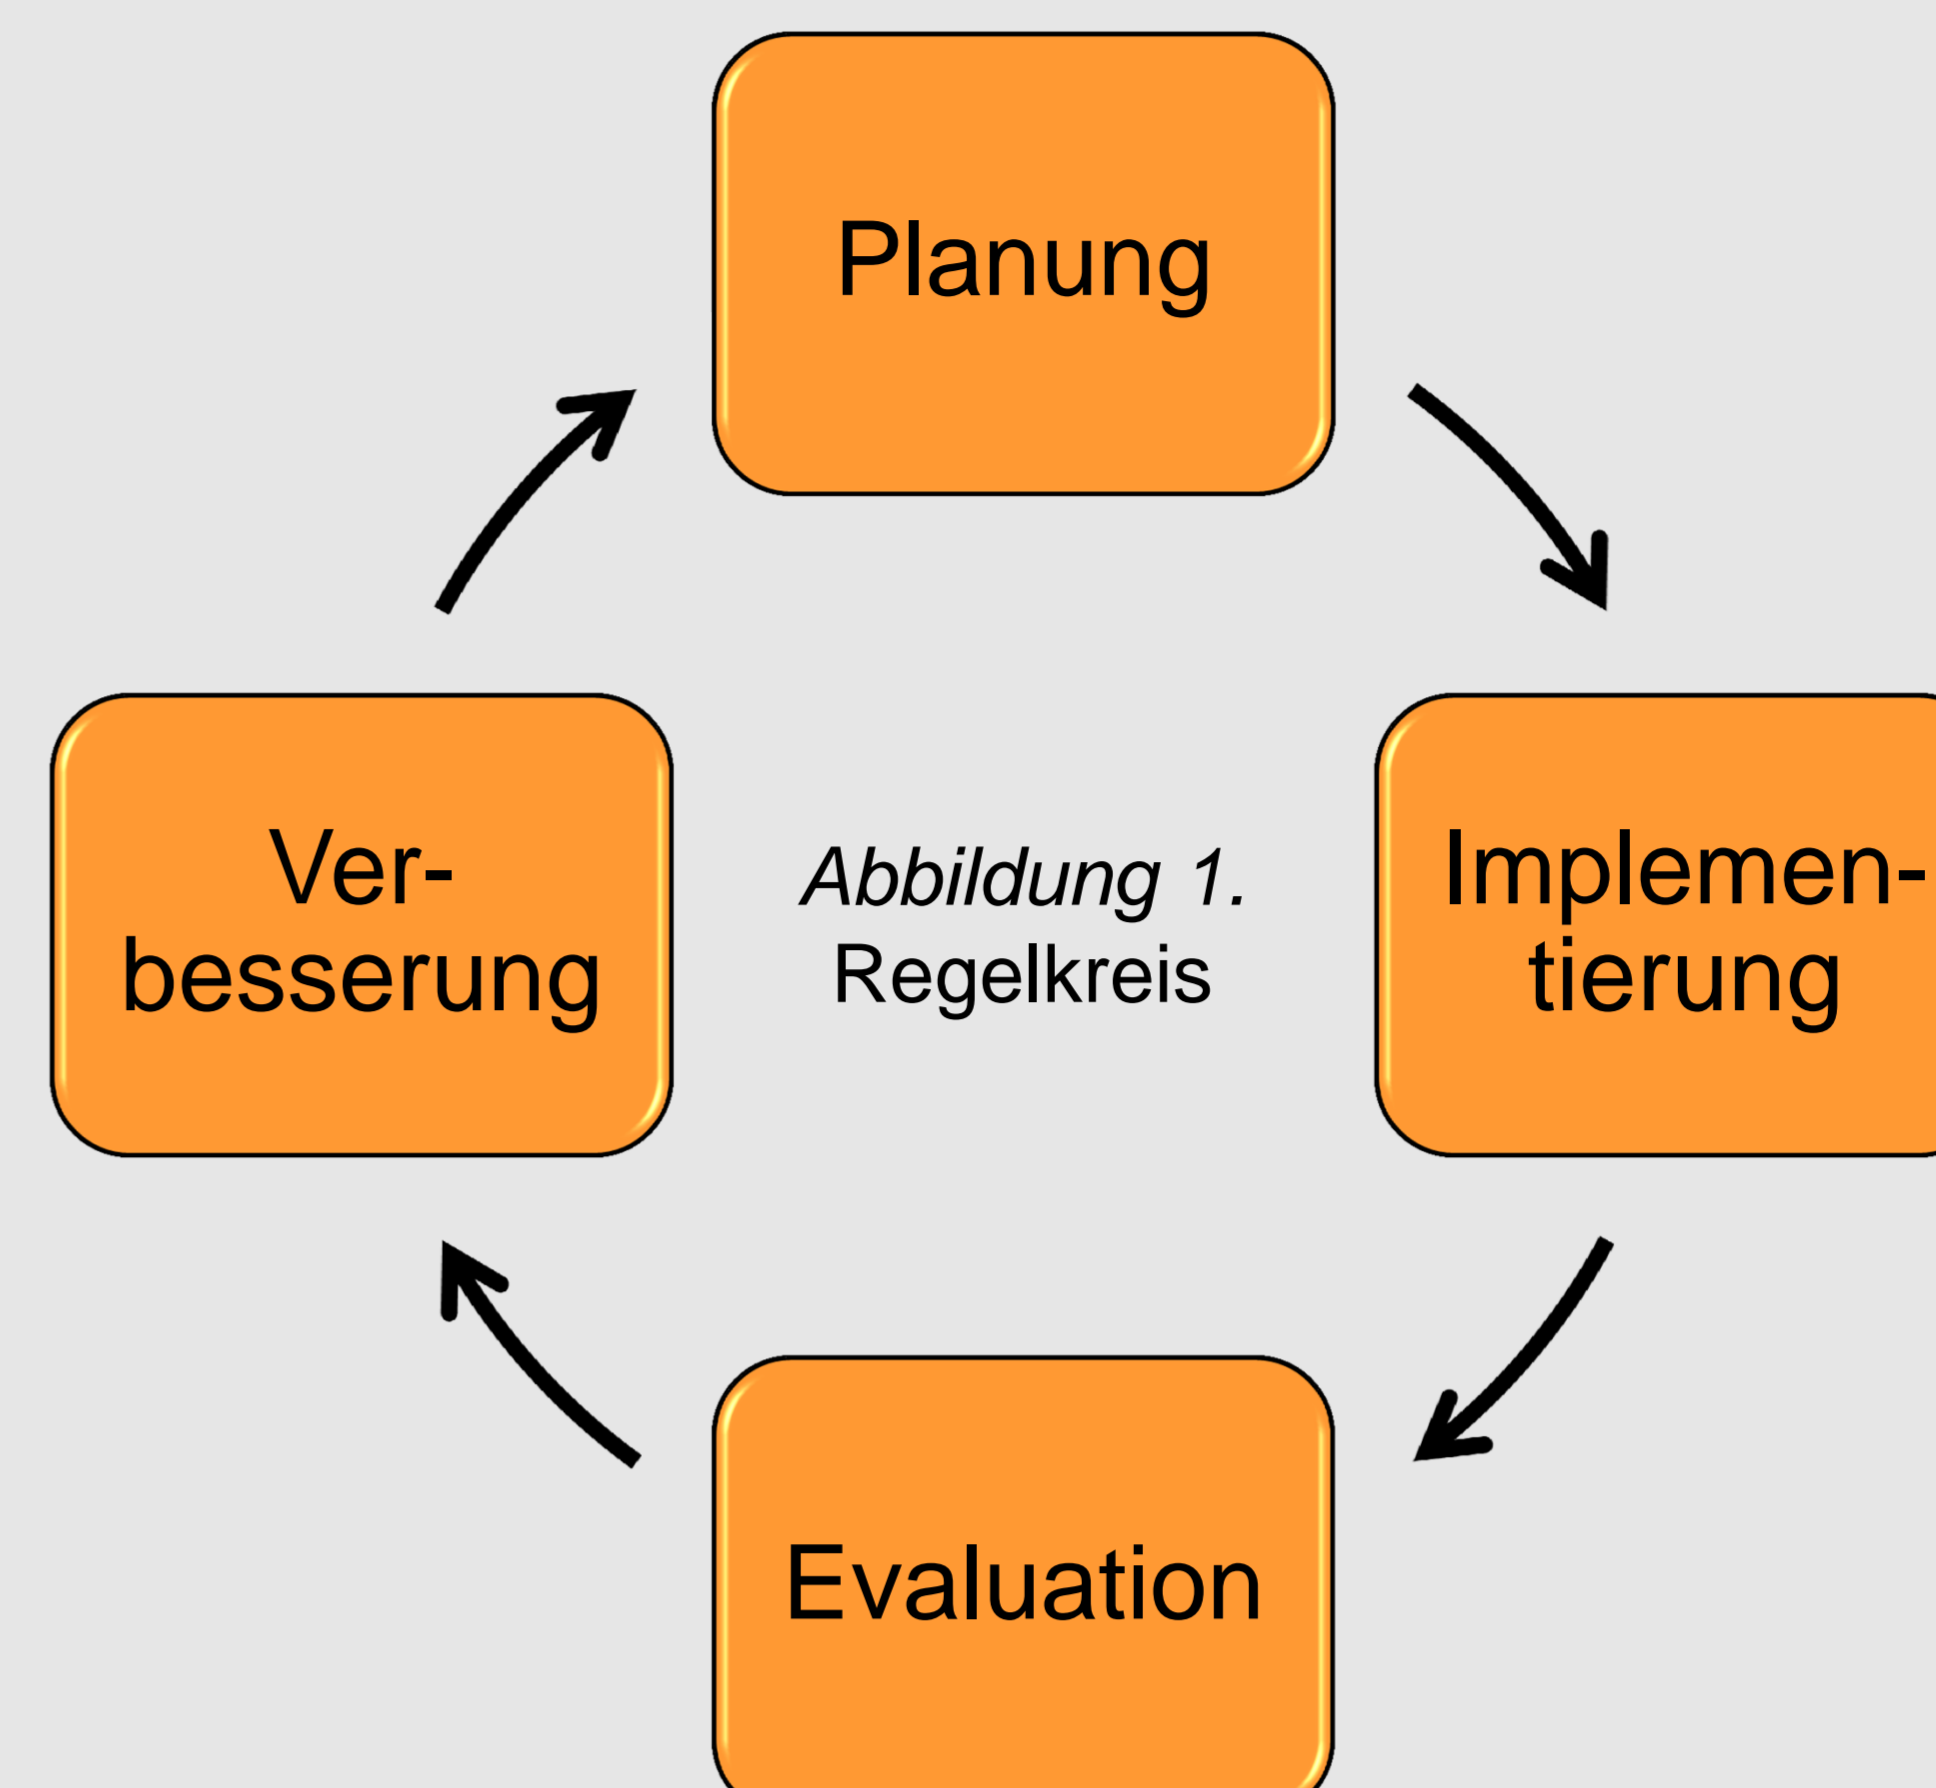 Planung
Ver-
besserung
Abbildung 1.
Regelkreis
Implemen-
tierung
Evaluation